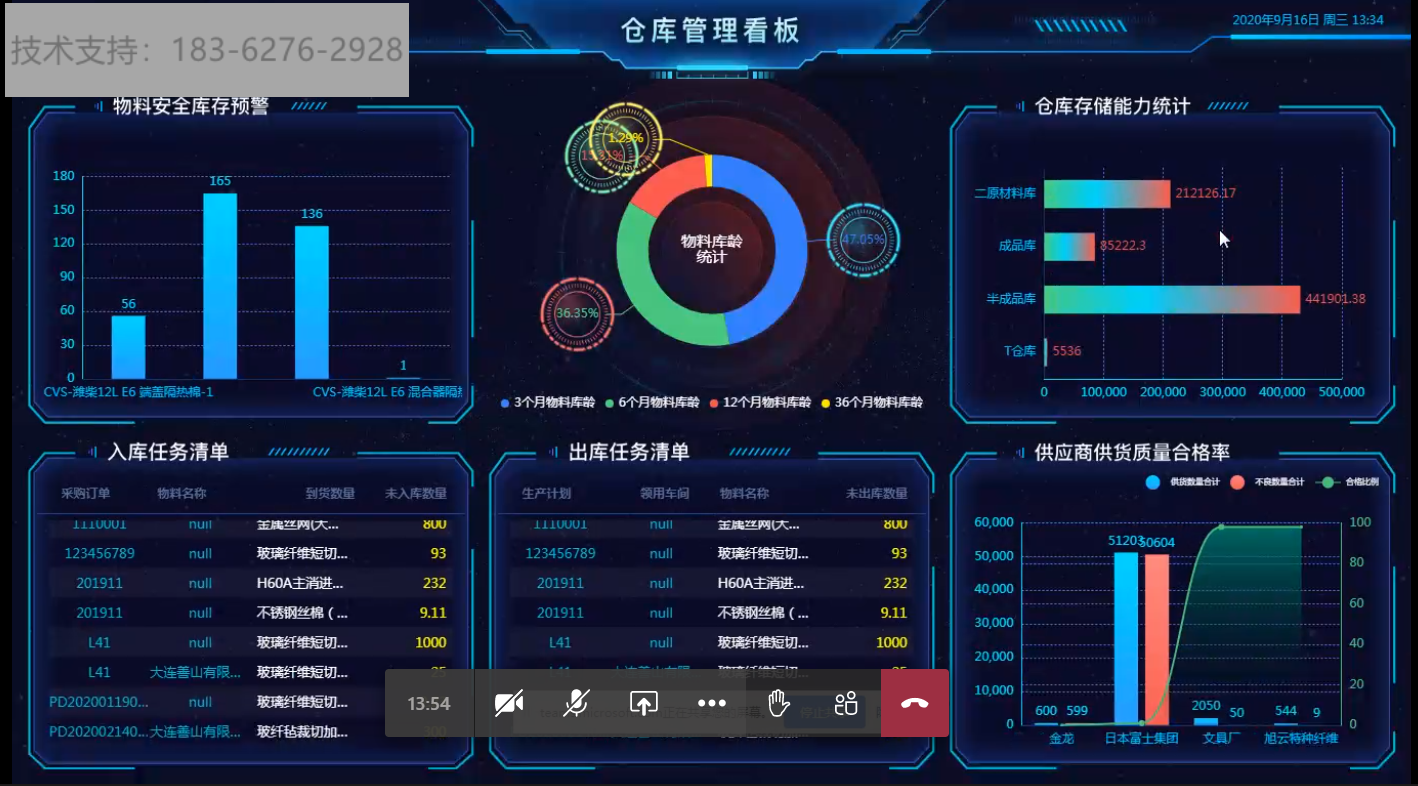 技术支持：183-6276-2928
仓库管理看板
2020年9月16日 周三 13:34
物料安全库存预警
180
150
120
90
60
30
0
56
165
136
1
CVS-潍柴12L E6 端盖隔热棉-1
CVS-潍柴12L E6 混合器隔
1.29%
47.05%
36.35%
物料库龄
统计
3个月物料库龄 6个月物料库龄 12个月物料库龄 36个月物料库龄
仓库存储能力统计
二原材料库 212126.17
成品库 85222.3
半成品库 441901.38
T仓库 5536
0 100,000 200,000 300,000 400,000 500,000
入库任务清单
采购订单 物料名称 到货数量 未入库数量
1110001 null 金属丝网(大... 800
123456789 null 玻璃纤维短切... 93
201911 null H60A主消进... 232
201911 null 不锈钢丝棉 ( ... 9.11
L41 null 玻璃纤维短切... 1000
L41 大连善山有限... 玻璃纤维短切...
PD202001190... null 玻璃纤维短切...
PD202002140... 大连善山有限... 玻纤毡裁切加...
出库任务清单
生产计划 领用车间 物料名称 未出库数量
1110001 null 金属丝网(大... 800
123456789 null 玻璃纤维短切... 93
201911 null H60A主消进... 232
201911 null 不锈钢丝棉 ( ... 9.11
L41 null 玻璃纤维短切... 1000
13:54
供应商供货质量合格率
供货数量合计 不良数量合计 合格比例
60,000
50,000
40,000
30,000
20,000
10,000
0
100
80
60
40
20
0
600 599
51203 50604
2050 50
544 9
金龙 日本富士集团 文具厂 旭云特种纤维